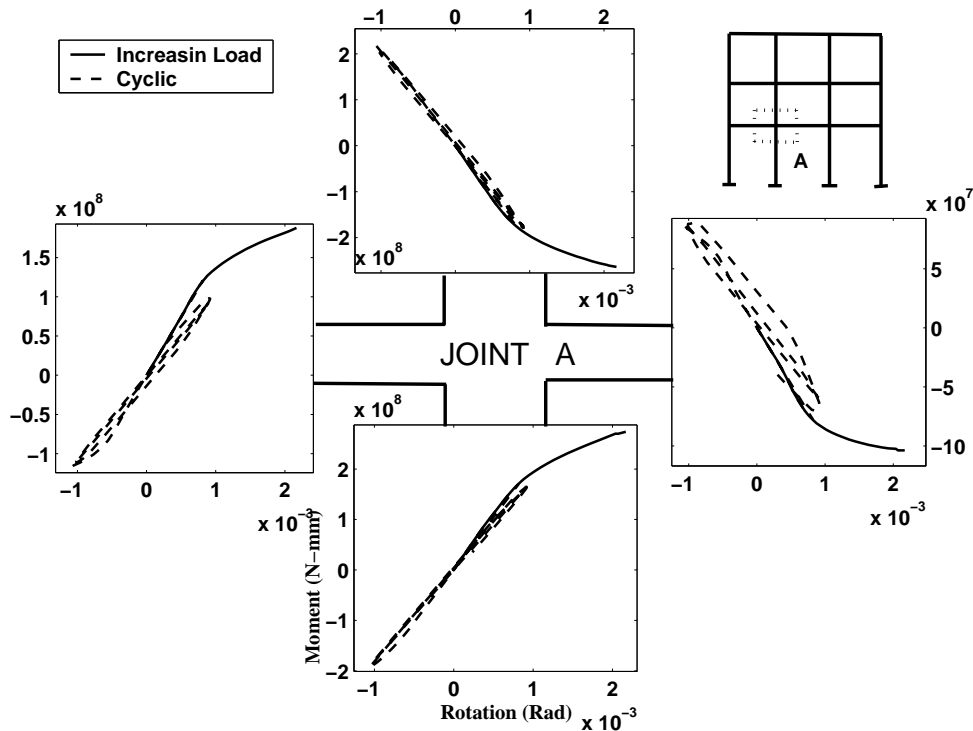 −1 0 1 2
Increasin Load
Cyclic
2
1
0
−1
−2
x 10^8
x 10^−3
A
x 10^8
1.5
1
0.5
0
−0.5
−1
−1 0 1 2
x 10^−3
JOINT A
x 10^7
5
0
−5
−10
−1 0 1 2
x 10^−3
x 10^8
2
1
0
−1
−2
Moment (N−mm)
−1 0 1 2
Rotation (Rad)
x 10^−3